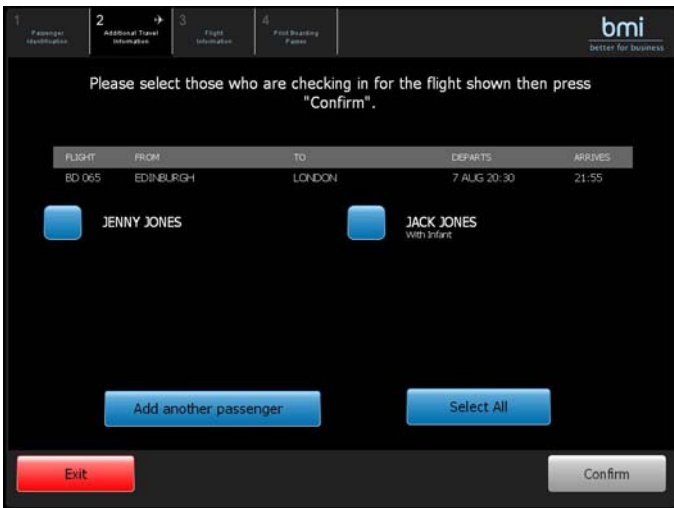 1
Passenger
Identification
2
Additional Travel
Information
3
Flight
Information
4
Print Boarding
Passes
bmi
better for business
Please select those who are checking in for the flight shown then press
"Confirm".
FLIGHT FROM TO DEPARTS ARRIVES
BD 065 EDINBURGH LONDON 7 AUG 20:30 21:55
JENNY JONES JACK JONES
With Infant
Add another passenger Select All
Exit Confirm